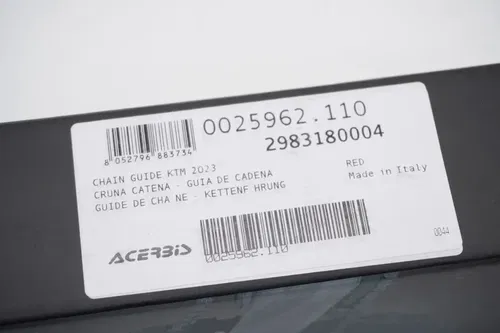 0025962.110
8 052796 883734
2983180004
CHAIN GUIDE KTM 2023
RED
CRUNA CATENA - GUIA DE CADENA
Made in Italy
GUIDE DE CHA NE - KETTENF HRUNG
ACERBIS
0025962.110
0044